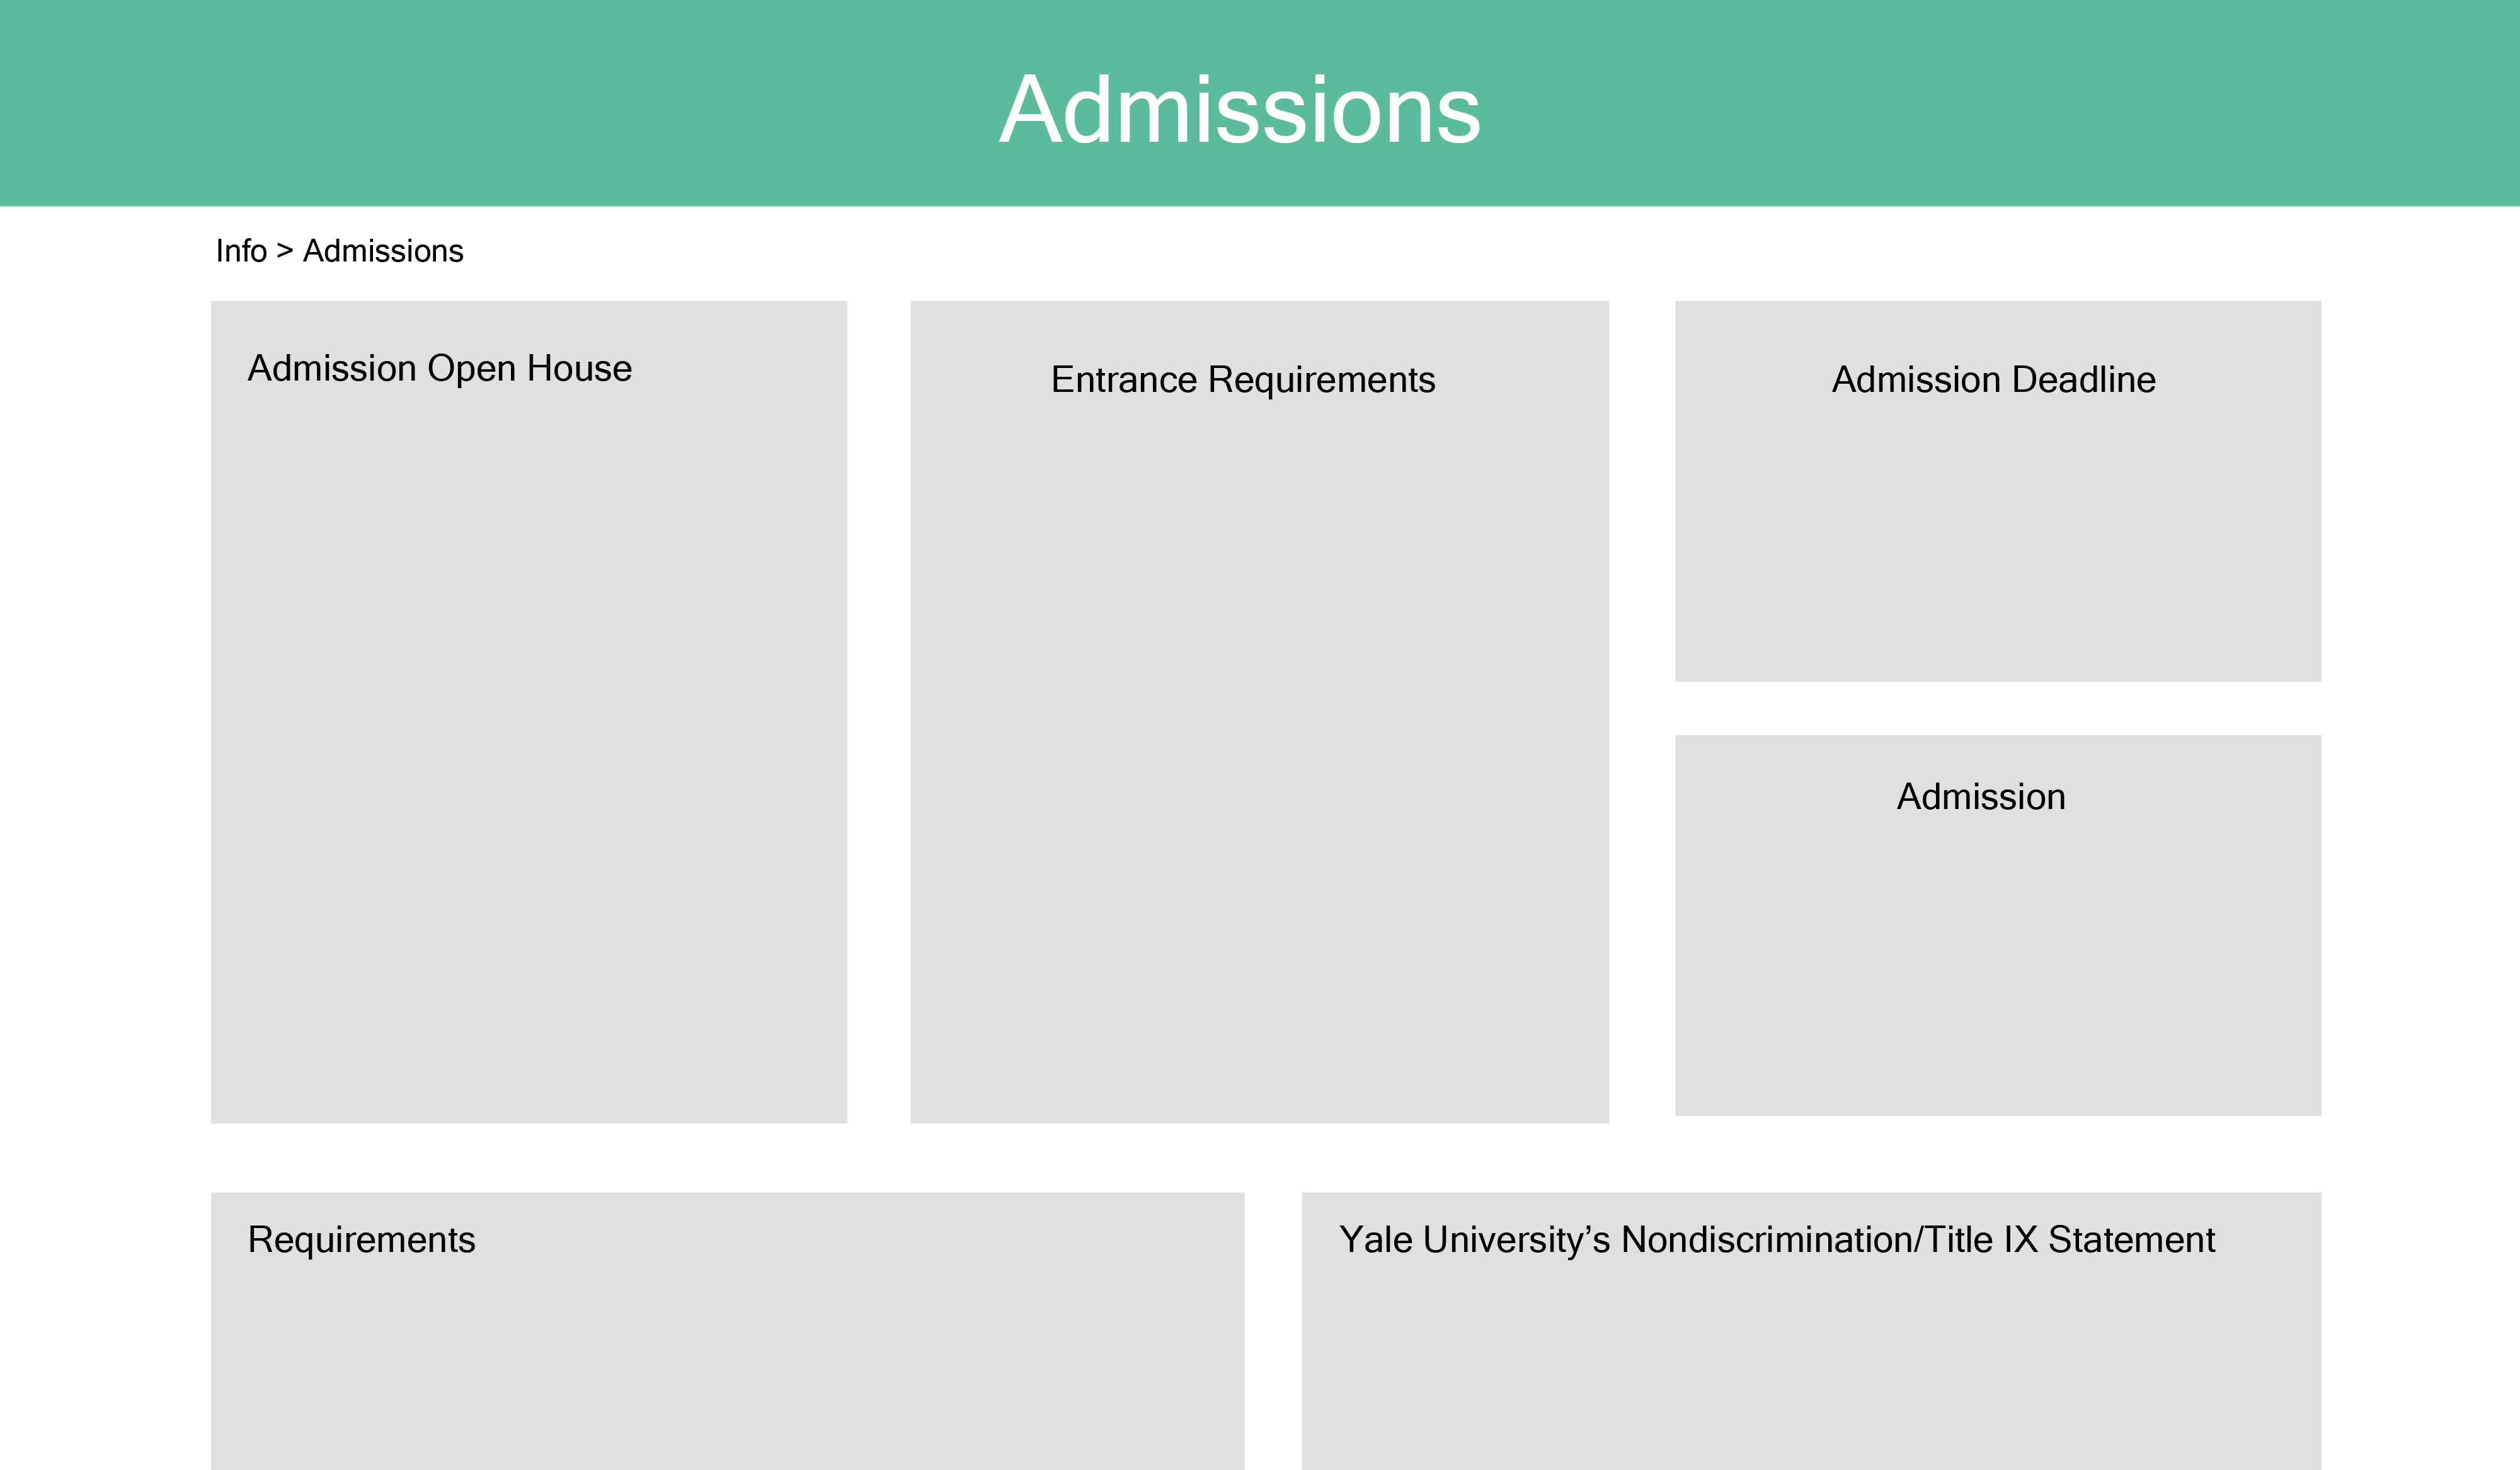 Admissions
Info > Admissions
Admission Open House
Entrance Requirements
Admission Deadline
Admission
Requirements
Yale University’s Nondiscrimination/Title IX Statement